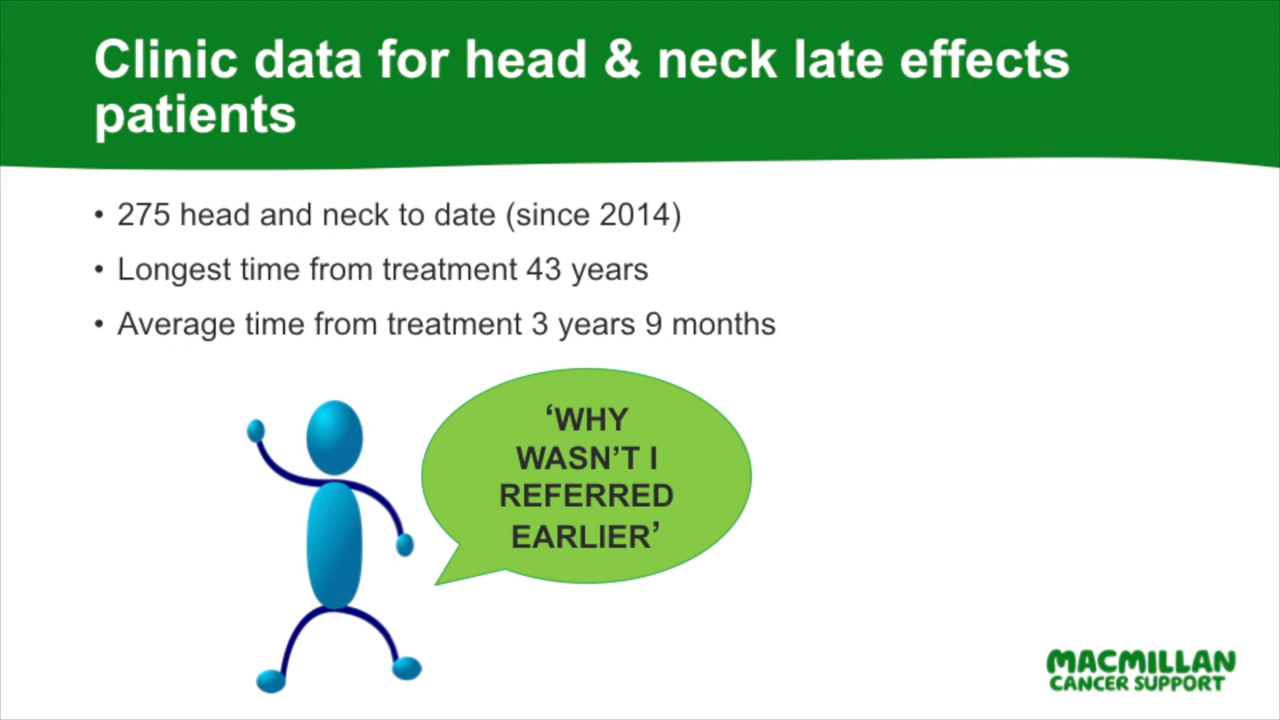 Clinic data for head & neck late effects
patients
• 275 head and neck to date (since 2014)
• Longest time from treatment 43 years
• Average time from treatment 3 years 9 months
‘WHY
WASN’T I
REFERRED
EARLIER’
MACMILLAN
CANCER SUPPORT